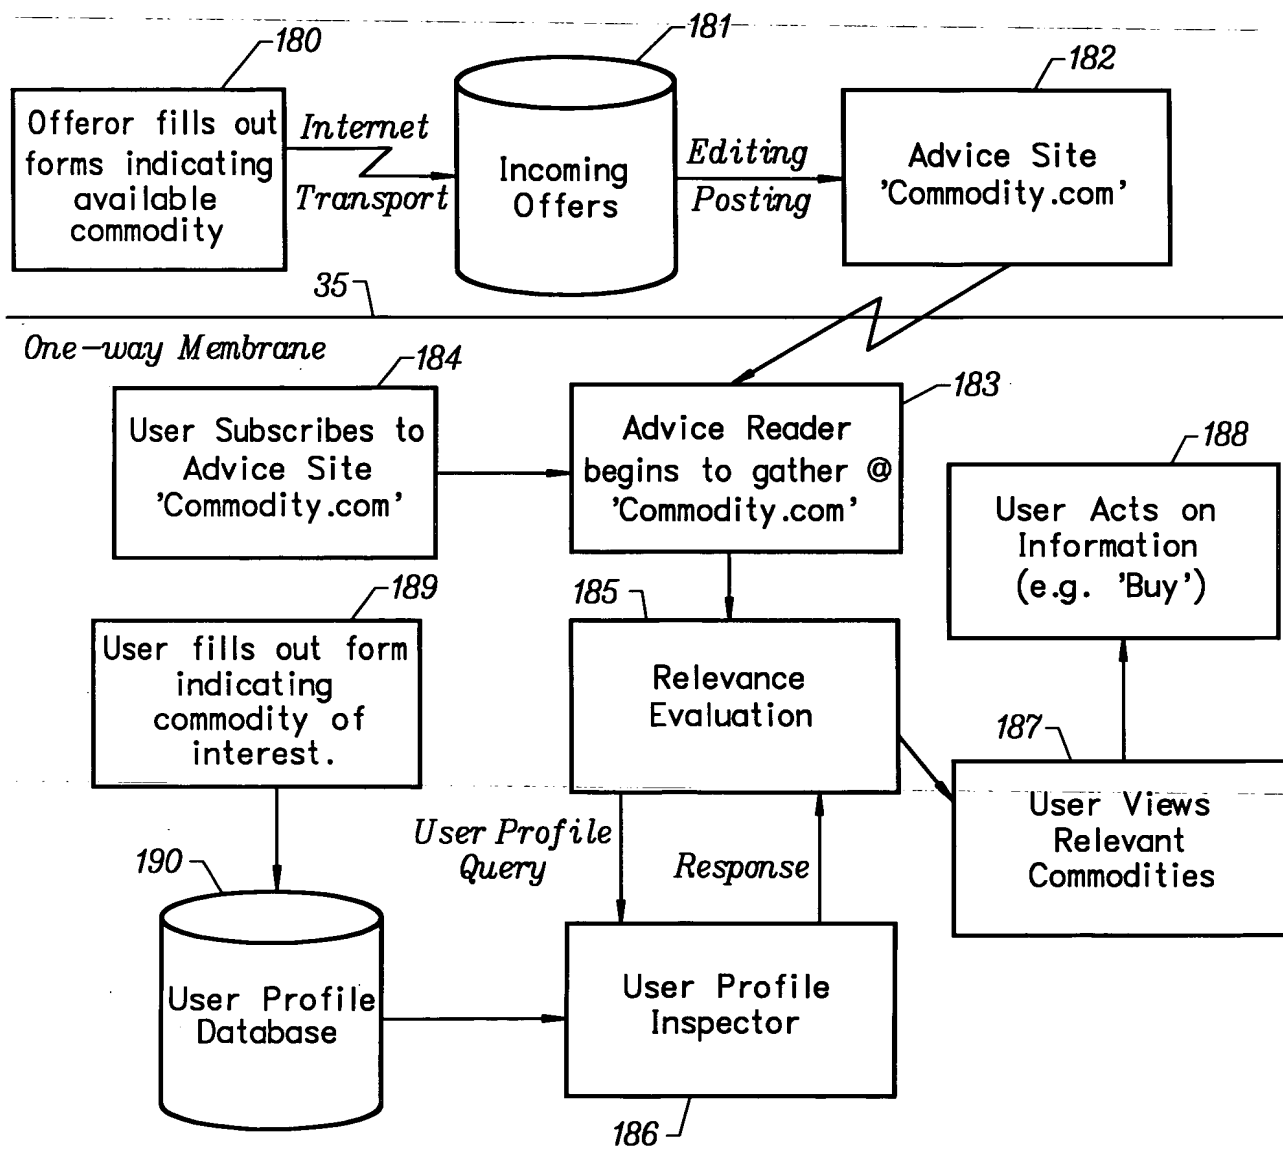 180
181
182
Offeror fills out
forms indicating
available
commodity
Internet
Transport
Incoming
Offers
Editing
Posting
Advice Site
'Commodity.com'
35
One-way Membrane
184
183
188
User Subscribes to
Advice Site
'Commodity.com'
Advice Reader
begins to gather @
'Commodity.com'
User Acts on
Information
(e.g. 'Buy')
189
185
187
User fills out form
indicating
commodity of
interest.
Relevance
Evaluation
User Views
Relevant
Commodities
User Profile
Query
Response
190
User Profile
Database
User Profile
Inspector
186